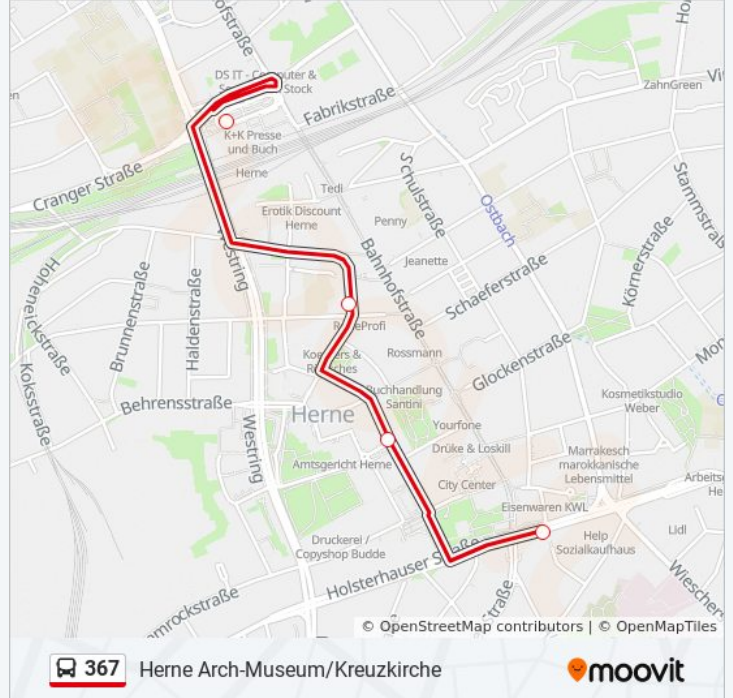 DS IT - Computer &
Stock
Fabrikstraße
ZahnGreen
K+K Presse
und Buch
Cranger Straße
Herne
Tedl
Schulstraße
Ostbach
Stammstraß
Erotik Discount
Herne
Penny
Westring
Bahnhofstraße
Jeanette
Körnerstraße
Hoheneickstraße
Brunnenstraße
Haldenstraße
Schaeferstraße
Rossmann
Glockenstraße
Koksstraße
Behrensstraße
Buchhandlung
Santini
Kosmetikstudio
Weber
Herne
Westring
Yourfone
Drüke & Loskill
Marrakesch
marokkanische
Lebensmittel
Amtsgericht Herne
City Center
Eisenwaren KWL
Druckerei /
Copyshop Budde
Help
Sozialkaufhaus
Lidl
Holsterhauser Straße
© OpenStreetMap contributors | © OpenMapTiles
367 Herne Arch-Museum/Kreuzkirche
moovit